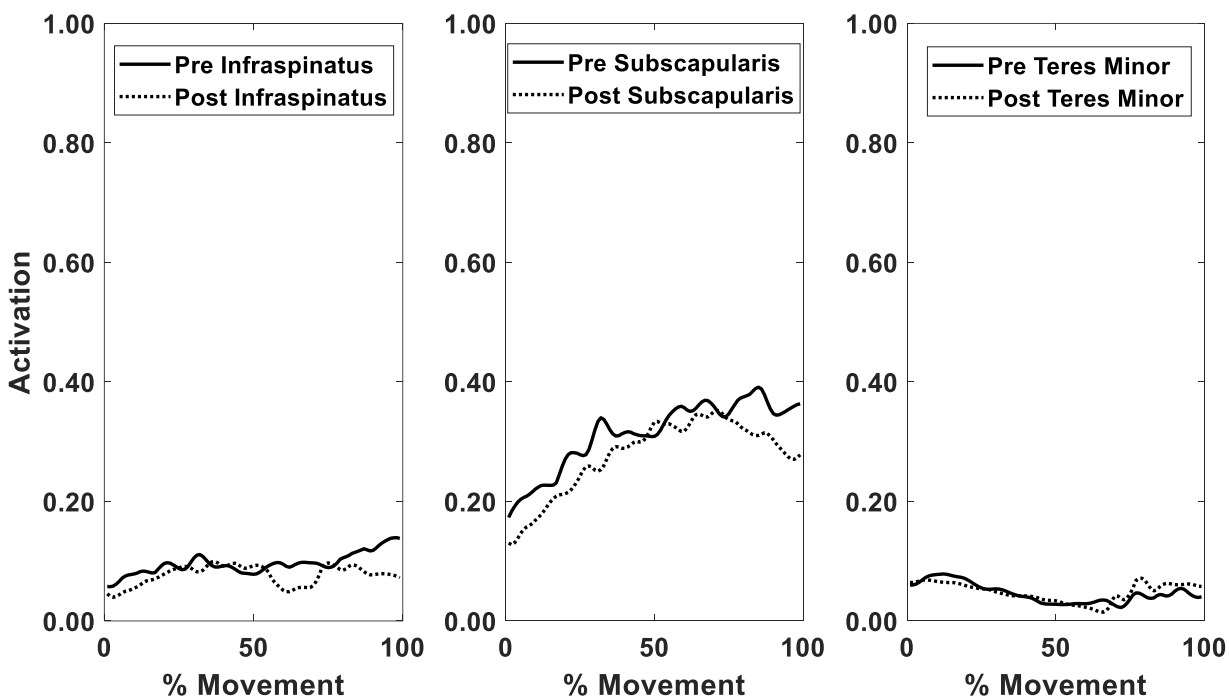 Activation
1.00
0.80
0.60
0.40
0.20
0.00
0
50
100
% Movement
Pre Infraspinatus
Post Infraspinatus
1.00
0.80
0.60
0.40
0.20
0.00
0
50
100
% Movement
Pre Subscapularis
Post Subscapularis
1.00
0.80
0.60
0.40
0.20
0.00
0
50
100
% Movement
Pre Teres Minor
Post Teres Minor